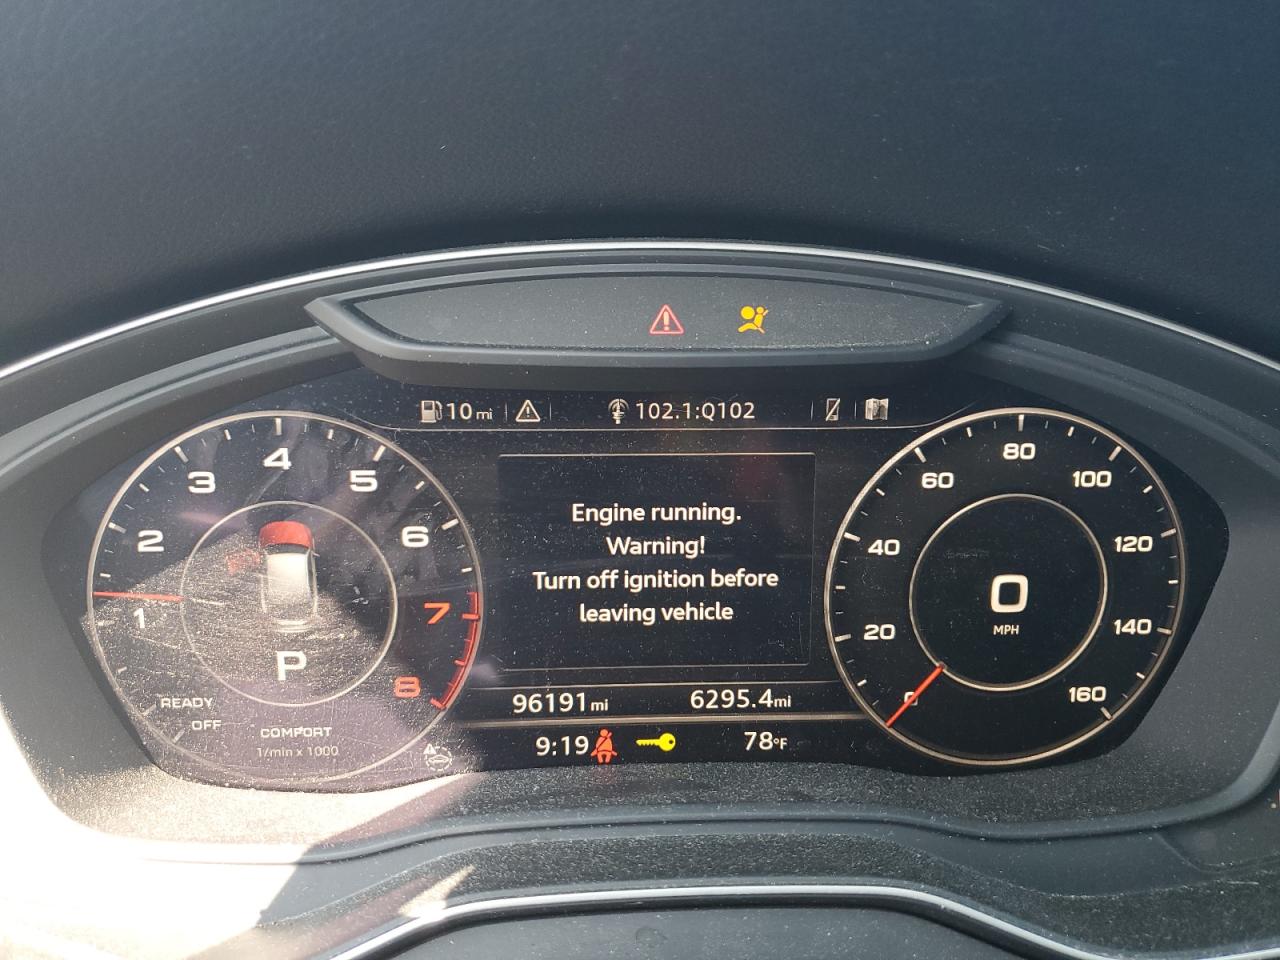 10 mi
102.1:Q102
1
2
3
4
5
6
7
8
P
READY
OFF
COMFORT
1/min x 1000
Engine running.
Warning!
Turn off ignition before
leaving vehicle
96191 mi
6295.4mi
9:19
78°F
0
20
40
60
80
100
120
140
160
0
MPH